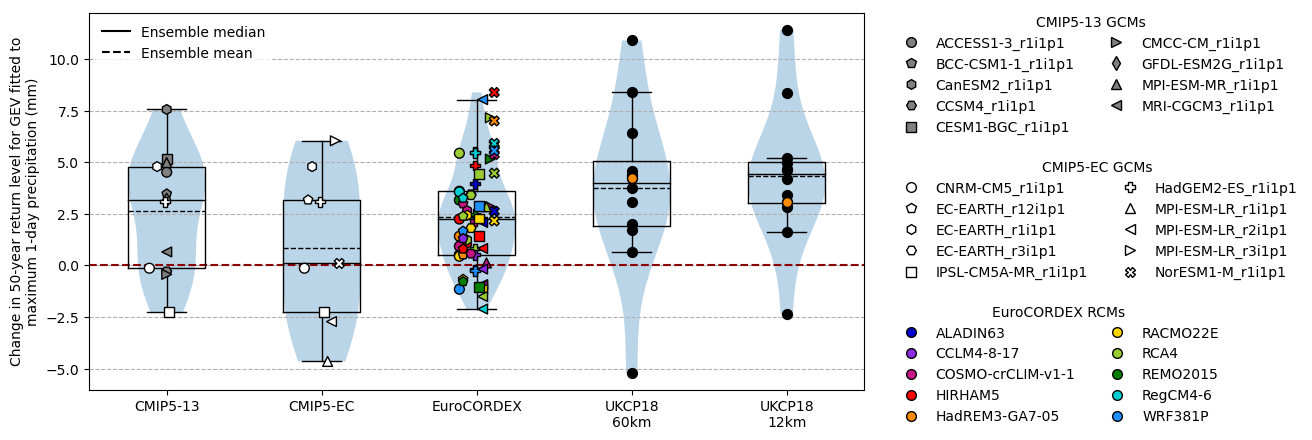 Change in 50-year return level for GEV fitted to
maximum 1-day precipitation (mm)
10.0
7.5
5.0
2.5
0.0
−2.5
−5.0
Ensemble median
Ensemble mean
CMIP5-13
CMIP5-EC
EuroCORDEX
UKCP18
60km
UKCP18
12km
CMIP5-13 GCMs
ACCESS1-3_r1i1p1
BCC-CSM1-1_r1i1p1
CanESM2_r1i1p1
CCSM4_r1i1p1
CESM1-BGC_r1i1p1
CMCC-CM_r1i1p1
GFDL-ESM2G_r1i1p1
MPI-ESM-MR_r1i1p1
MRI-CGCM3_r1i1p1
CMIP5-EC GCMs
CNRM-CM5_r1i1p1
EC-EARTH_r12i1p1
EC-EARTH_r1i1p1
EC-EARTH_r3i1p1
IPSL-CM5A-MR_r1i1p1
HadGEM2-ES_r1i1p1
MPI-ESM-LR_r1i1p1
MPI-ESM-LR_r2i1p1
MPI-ESM-LR_r3i1p1
NorESM1-M_r1i1p1
EuroCORDEX RCMs
ALADIN63
CCLM4-8-17
COSMO-crCLIM-v1-1
HIRHAM5
HadREM3-GA7-05
RACMO22E
RCA4
REMO2015
RegCM4-6
WRF381P